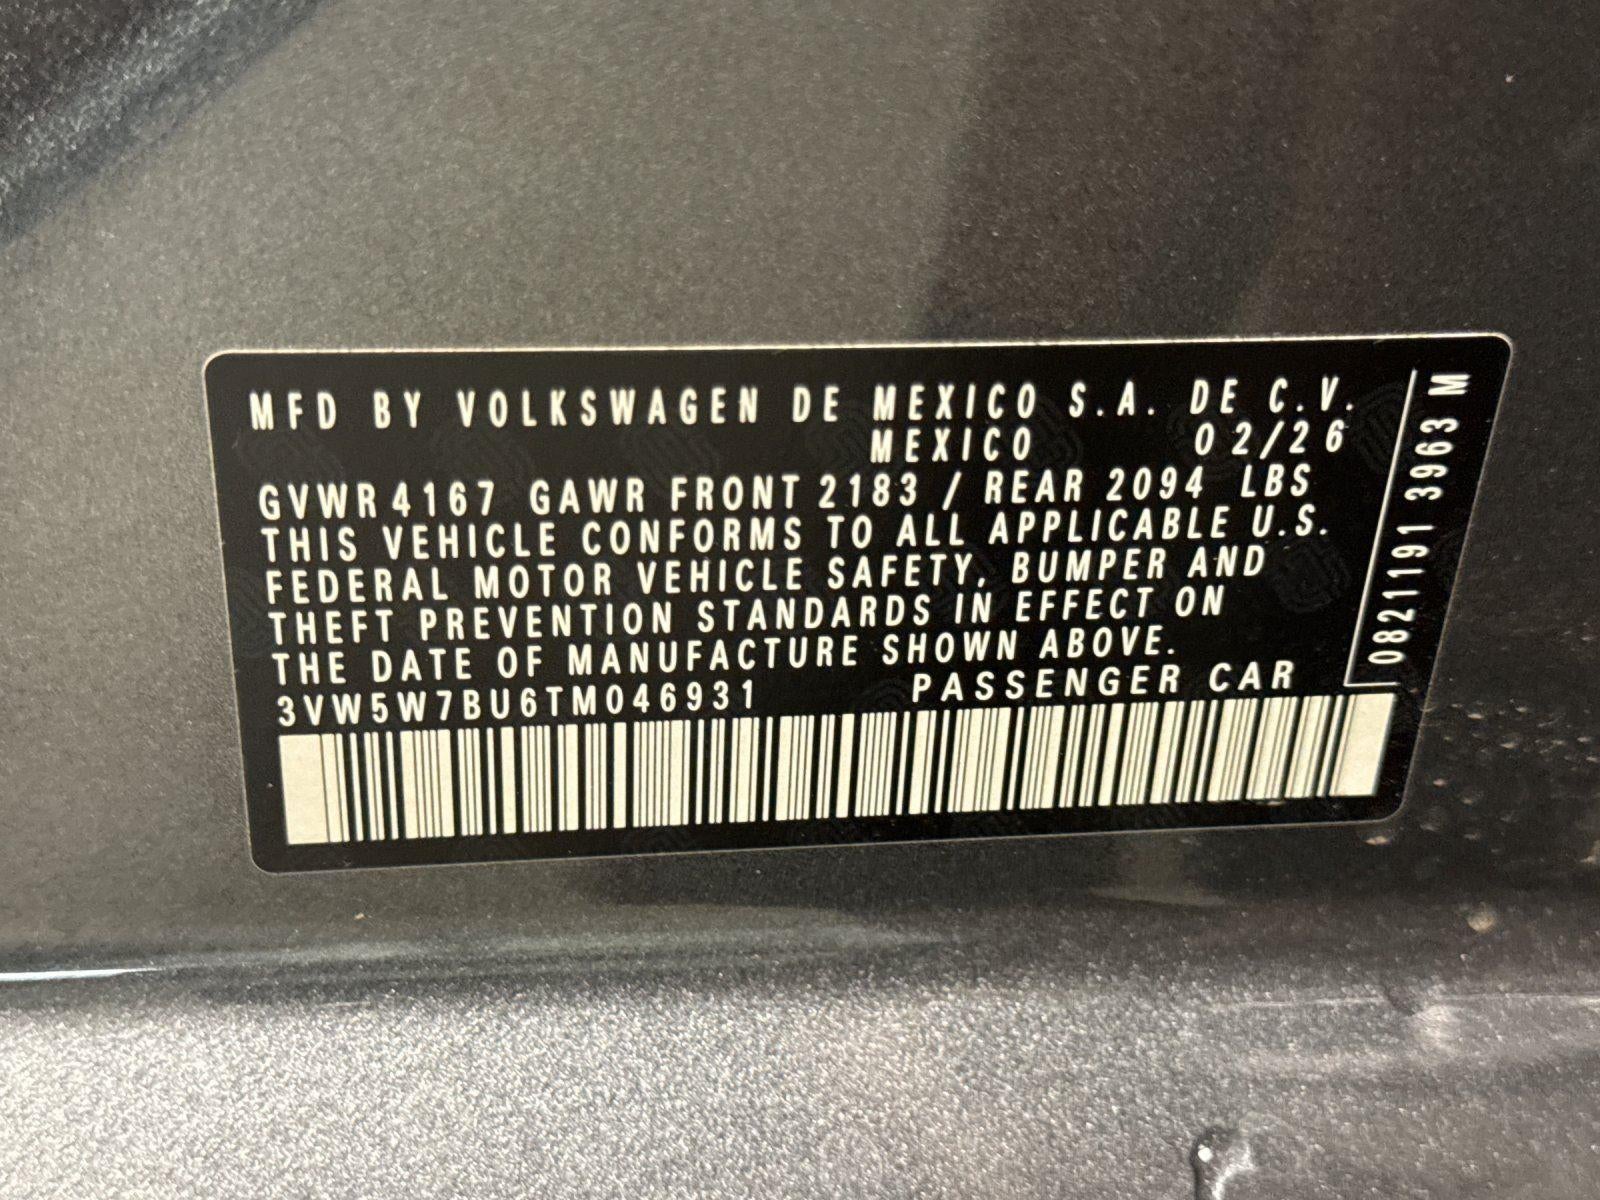 MFD BY VOLKSWAGEN DE MEXICO S.A. DE C.V.
MEXICO 02/26
GVWR 4167 GAWR FRONT 2183 / REAR 2094 LBS
THIS VEHICLE CONFORMS TO ALL APPLICABLE U.S.
FEDERAL MOTOR VEHICLE SAFETY, BUMPER AND
THEFT PREVENTION STANDARDS IN EFFECT ON
THE DATE OF MANUFACTURE SHOWN ABOVE.
3VW5W7BU6TM046931 PASSENGER CAR
08211191 3963 M